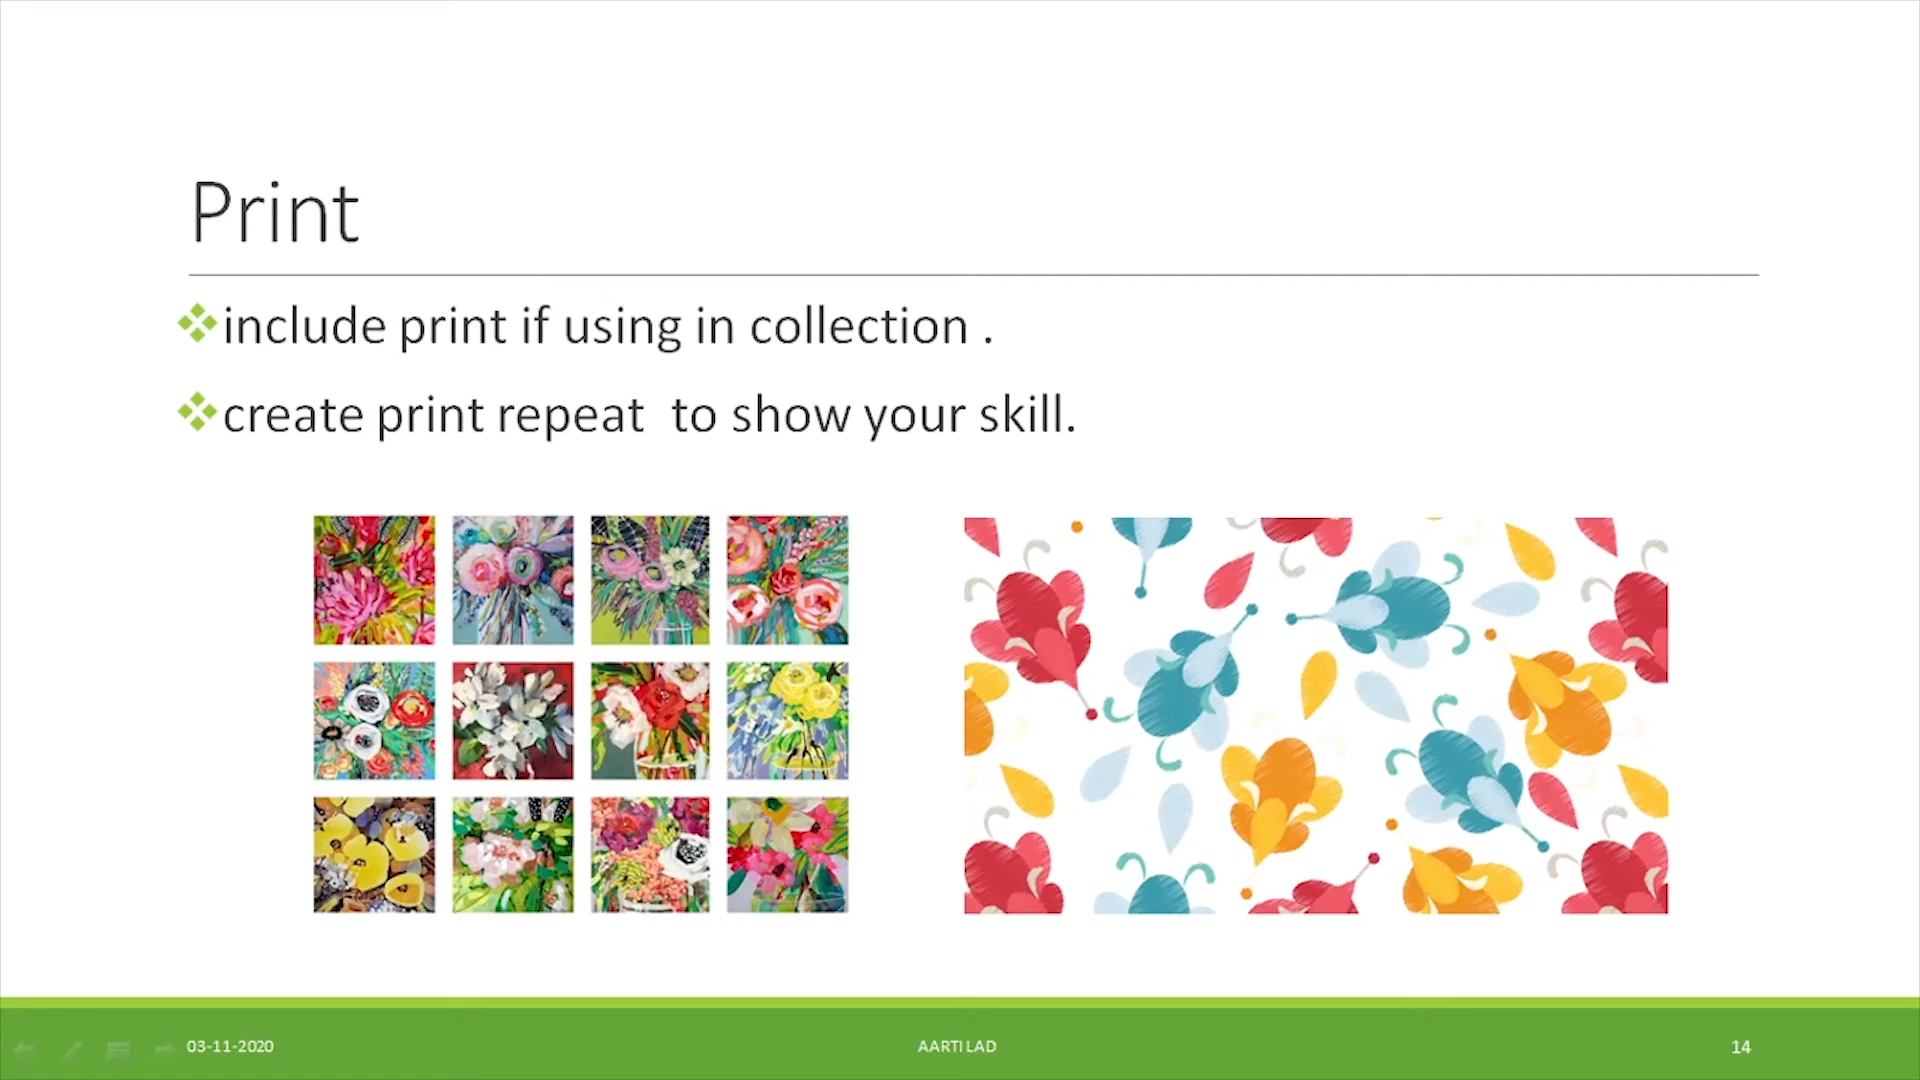 Print
include print if using in collection .
create print repeat to show your skill.
03-11-2020
AARTI LAD
14